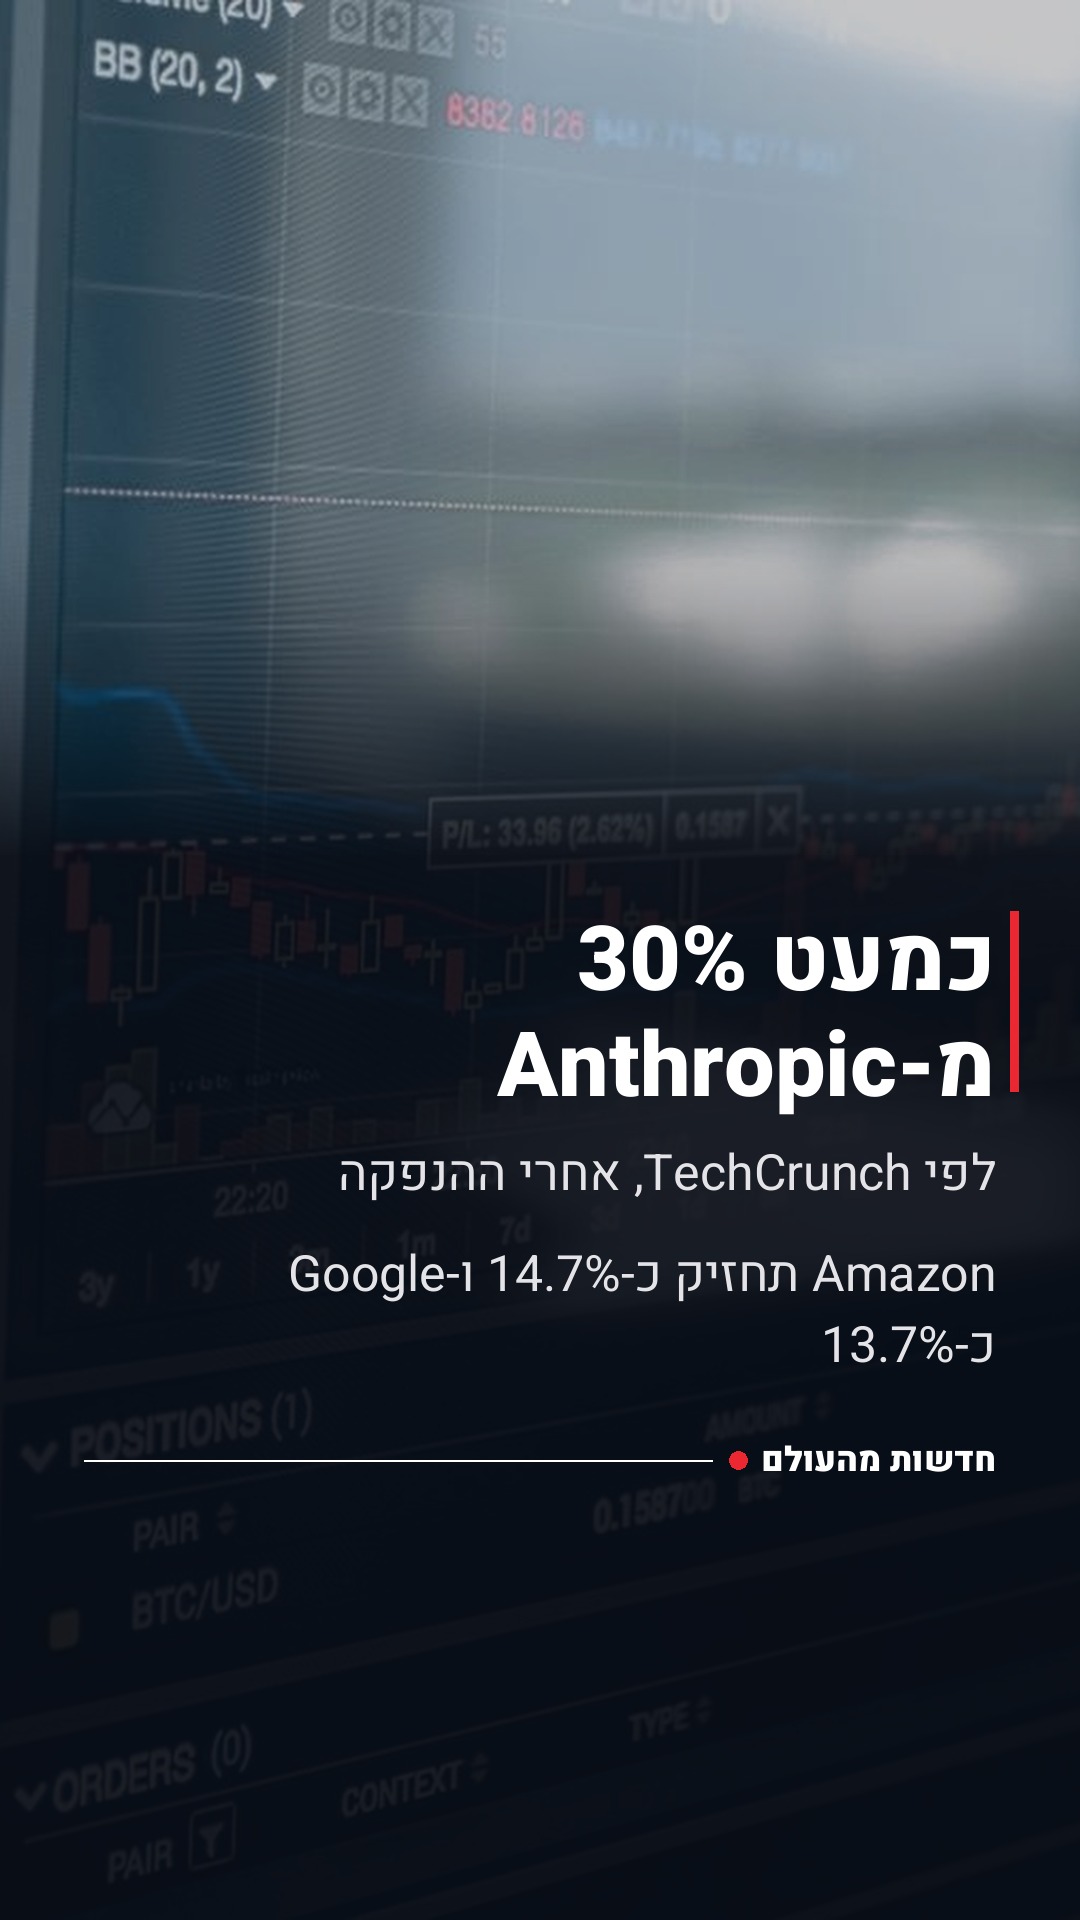 BB (20, 2)
55
8382.8126
P/L: 33.96 (2.62%) 0.1587 X
כמעט 30%
מ-Anthropic
לפי TechCrunch, אחרי ההנפקה
22:20
3y 1y 1m 7d
Amazon תחזיק כ-14.7% ו-Google
כ-13.7%
POSITIONS (1)
AMOUNT
חדשות מהעולם
PAIR
0.158700 BTC
BTC/USD
ORDERS (0)
TYPE
CONTEXT
PAIR